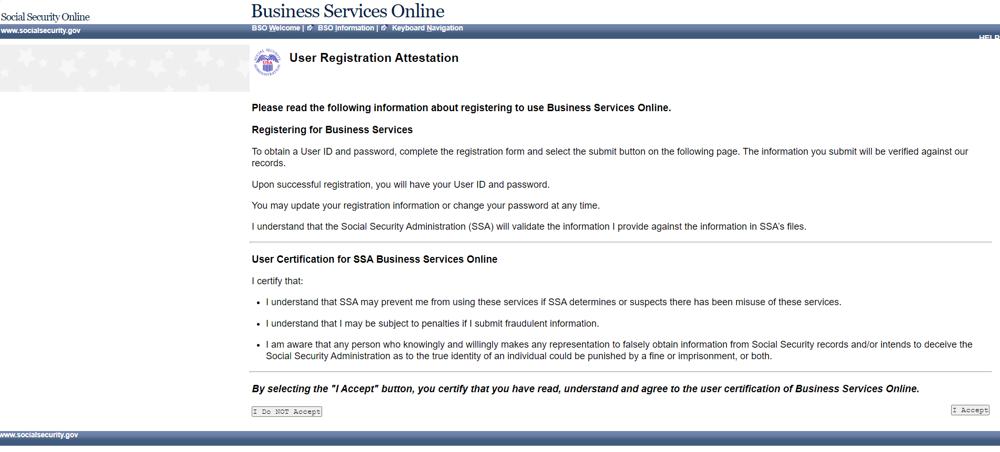 Social Security Online
Business Services Online
www.socialsecurity.gov
BSO Welcome | BSO Information | Keyboard Navigation
HELP
SOCIAL SECURITY ADMINISTRATION
USA
User Registration Attestation
Please read the following information about registering to use Business Services Online.
Registering for Business Services
To obtain a User ID and password, complete the registration form and select the submit button on the following page. The information you submit will be verified against our
records.
Upon successful registration, you will have your User ID and password.
You may update your registration information or change your password at any time.
I understand that the Social Security Administration (SSA) will validate the information I provide against the information in SSA’s files.
User Certification for SSA Business Services Online
I certify that:
• I understand that SSA may prevent me from using these services if SSA determines or suspects there has been misuse of these services.
• I understand that I may be subject to penalties if I submit fraudulent information.
• I am aware that any person who knowingly and willingly makes any representation to falsely obtain information from Social Security records and/or intends to deceive the
Social Security Administration as to the true identity of an individual could be punished by a fine or imprisonment, or both.
By selecting the "I Accept" button, you certify that you have read, understand and agree to the user certification of Business Services Online.
I Do NOT Accept
I Accept
www.socialsecurity.gov